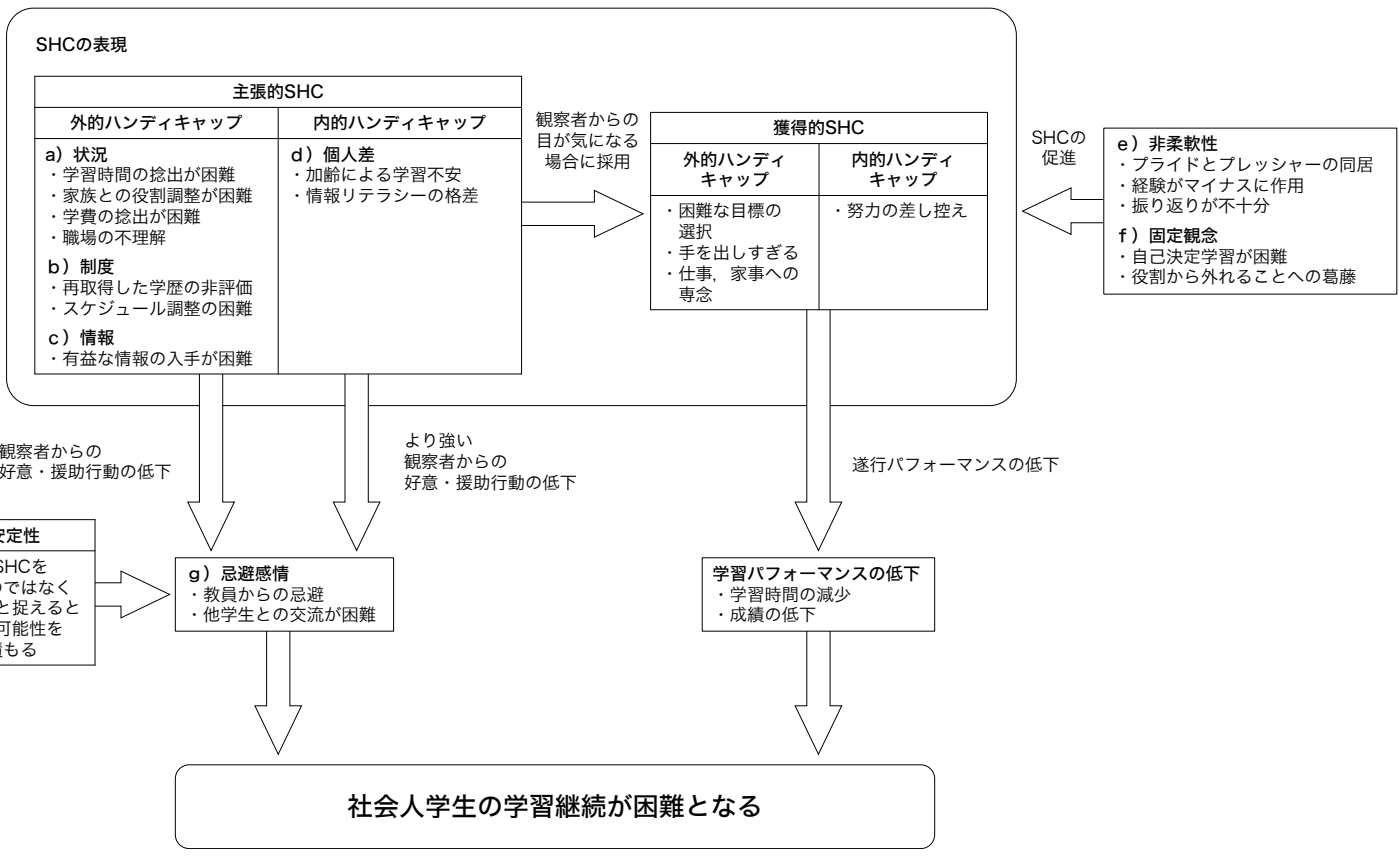 SHCの表現
主張的SHC
外的ハンディキャップ
内的ハンディキャップ
a）状況
・学習時間の捻出が困難
・家族との役割調整が困難
・学費の捻出が困難
・職場の不理解
b）制度
・再取得した学歴の非評価
・スケジュール調整の困難
c）情報
・有益な情報の入手が困難
d）個人差
・加齢による学習不安
・情報リテラシーの格差
観察者からの
目が気になる
場合に採用
獲得的SHC
外的ハンディ
キャップ
内的ハンディ
キャップ
・困難な目標の
選択
・手を出しすぎる
・仕事，家事への
専念
・努力の差し控え
SHCの
促進
e）非柔軟性
・プライドとプレッシャーの同居
・経験がマイナスに作用
・振り返りが不十分
f）固定観念
・自己決定学習が困難
・役割から外れることへの葛藤
観察者からの
好意・援助行動の低下
より強い
観察者からの
好意・援助行動の低下
遂行パフォーマンスの低下
安定性
SHCを
のではなく
と捉えると
可能性を
積もる
g）忌避感情
・教員からの忌避
・他学生との交流が困難
学習パフォーマンスの低下
・学習時間の減少
・成績の低下
社会人学生の学習継続が困難となる